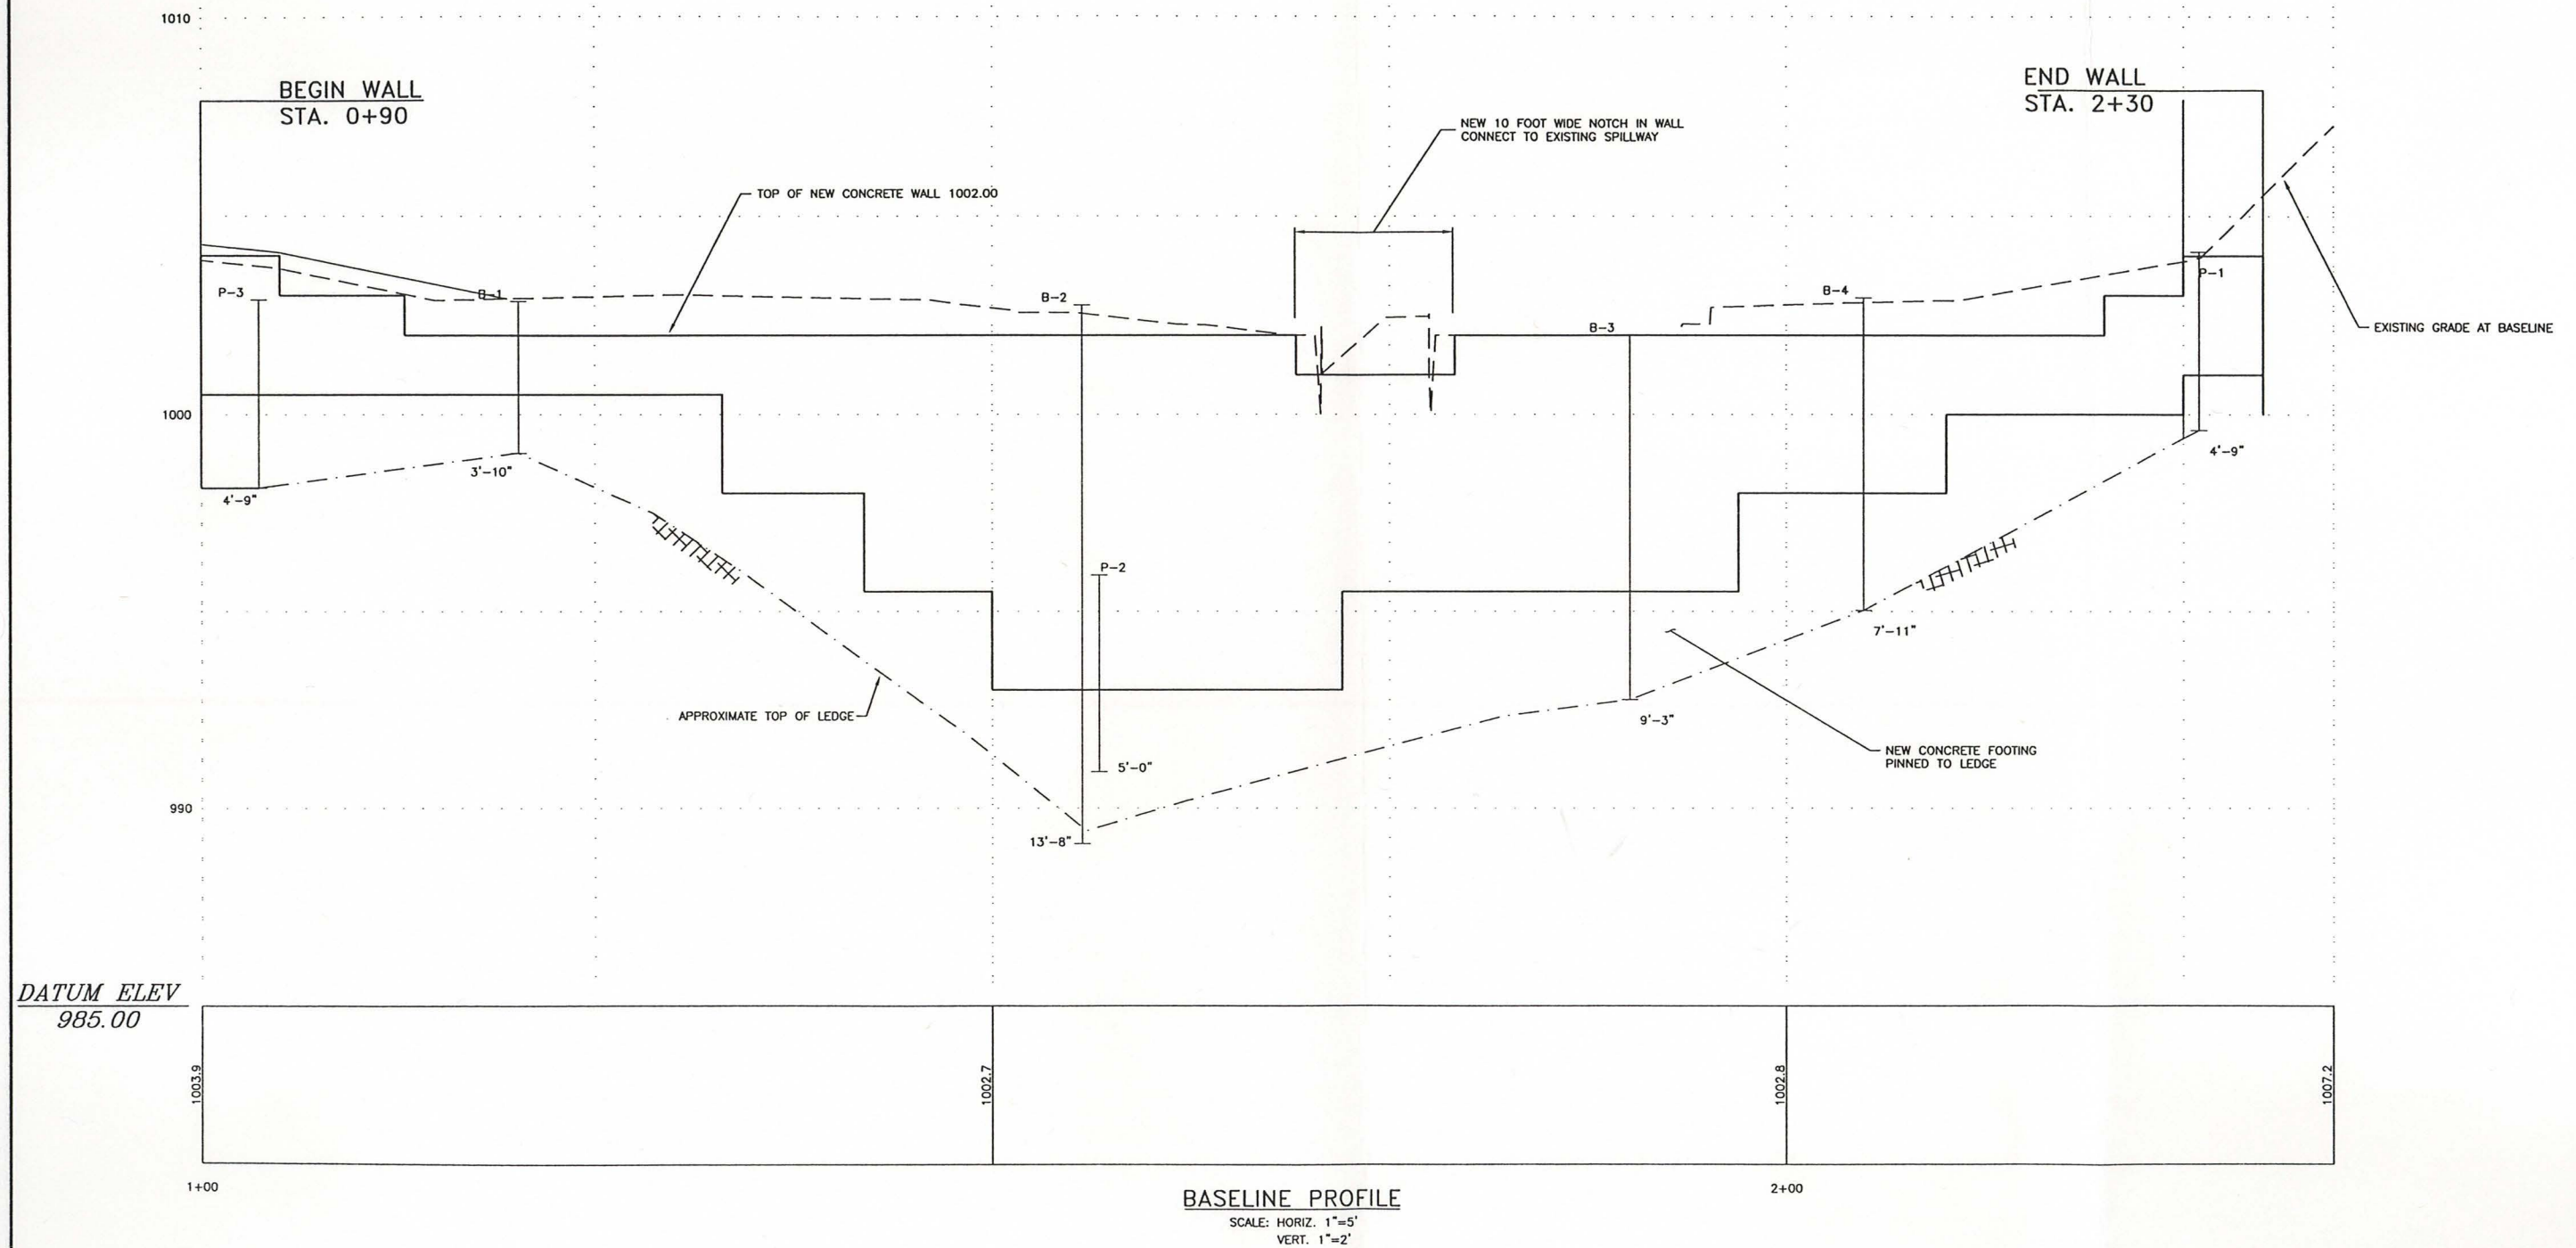 1010
BEGIN WALL
STA. 0+90
END WALL
STA. 2+30
NEW 10 FOOT WIDE NOTCH IN WALL
CONNECT TO EXISTING SPILLWAY
TOP OF NEW CONCRETE WALL 1002.00
P-3
B-1
B-2
B-3
B-4
P-1
EXISTING GRADE AT BASELINE
1000
4'-9"
3'-10"
4'-9"
P-2
7'-11"
APPROXIMATE TOP OF LEDGE
9'-3"
5'-0"
NEW CONCRETE FOOTING
PINNED TO LEDGE
990
13'-8"
DATUM ELEV
985.00
1003.9
1002.7
1002.8
1007.2
1+00
2+00
BASELINE PROFILE
SCALE: HORIZ. 1"=5'
VERT. 1"=2'